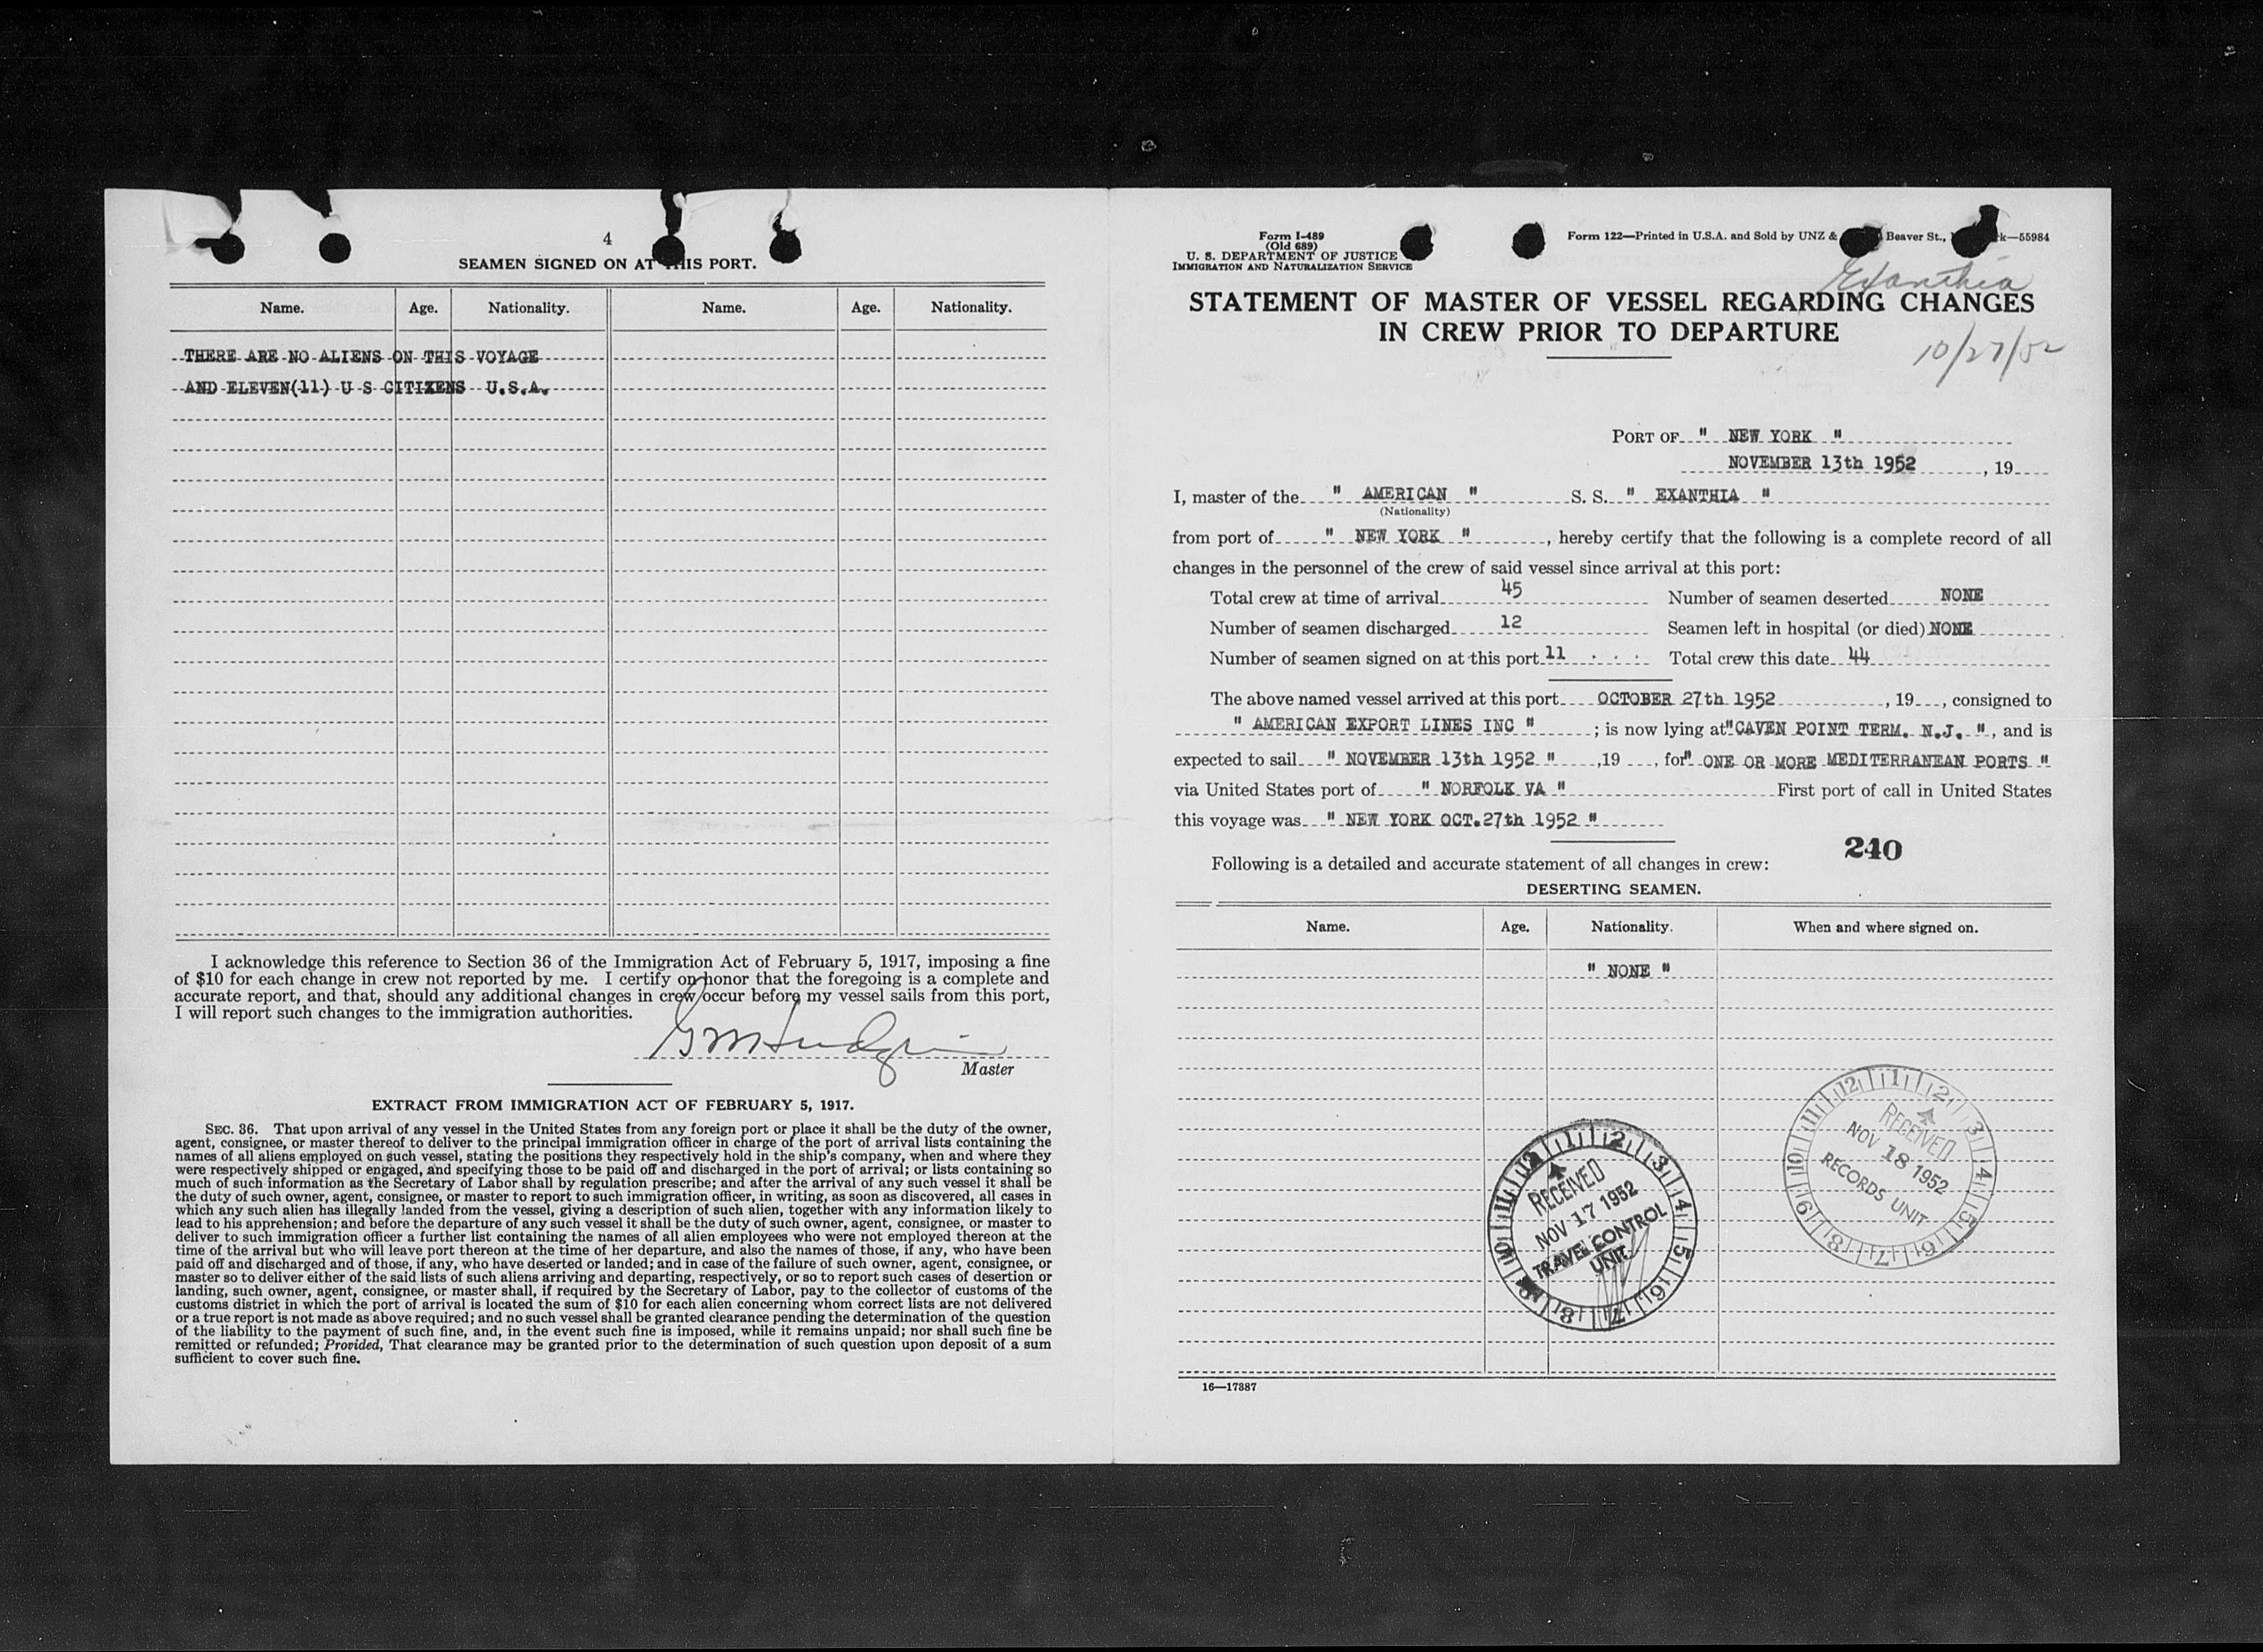 4
SEAMEN SIGNED ON AT THIS PORT.
Name. Age. Nationality. Name. Age. Nationality.
THERE ARE NO ALIENS ON THIS VOYAGE
AND ELEVEN(11) U S CITIZENS U.S.A.
I acknowledge this reference to Section 36 of the Immigration Act of February 5, 1917, imposing a fine
of $10 for each change in crew not reported by me. I certify on honor that the foregoing is a complete and
accurate report, and that, should any additional changes in crew occur before my vessel sails from this port,
I will report such changes to the immigration authorities.
Master
EXTRACT FROM IMMIGRATION ACT OF FEBRUARY 5, 1917.
SEC. 36. That upon arrival of any vessel in the United States from any foreign port or place it shall be the duty of the owner,
agent, consignee, or master thereof to deliver to the principal immigration officer in charge of the port of arrival lists containing the
names of all aliens employed on such vessel, stating the positions they respectively hold in the ship's company, when and where they
were respectively shipped or engaged, and specifying those to be paid off and discharged in the port of arrival; or lists containing so
much of such information as the Secretary of Labor shall by regulation prescribe; and after the arrival of any such vessel it shall be
the duty of such owner, agent, consignee, or master to report to such immigration officer, in writing, as soon as discovered, all cases in
which any such alien has illegally landed from the vessel, giving a description of such alien, together with any information likely to
lead to his apprehension; and before the departure of any such vessel it shall be the duty of such owner, agent, consignee, or master to
deliver to such immigration officer a further list containing the names of all alien employees who were not employed thereon at the
time of the arrival but who will leave port thereon at the time of her departure, and also the names of those, if any, who have been
paid off and discharged and of those, if any, who have deserted or landed; and in case of the failure of such owner, agent, consignee, or
master so to deliver either of the said lists of such aliens arriving and departing, respectively, or so to report such cases of desertion or
landing, such owner, agent, consignee, or master shall, if required by the Secretary of Labor, pay to the collector of customs of the
customs district in which the port of arrival is located the sum of $10 for each alien concerning whom correct lists are not delivered
or a true report is not made as above required; and no such vessel shall be granted clearance pending the determination of the question
of the liability to the payment of such fine, and, in the event such fine is imposed, while it remains unpaid; nor shall such fine be
remitted or refunded; Provided, That clearance may be granted prior to the determination of such question upon deposit of a sum
sufficient to cover such fine.
Form I-489
(Old 689)
U. S. DEPARTMENT OF JUSTICE
IMMIGRATION AND NATURALIZATION SERVICE
Form 122—Printed in U.S.A. and Sold by UNZ & Beaver St., k—55984
Exanthia
STATEMENT OF MASTER OF VESSEL REGARDING CHANGES
IN CREW PRIOR TO DEPARTURE
10/27/52
PORT OF " NEW YORK "
NOVEMBER 13th 1952 , 19
I, master of the " AMERICAN " S. S. " EXANTHIA "
(Nationality)
from port of " NEW YORK " , hereby certify that the following is a complete record of all
changes in the personnel of the crew of said vessel since arrival at this port:
Total crew at time of arrival 45 Number of seamen deserted NONE
Number of seamen discharged 12 Seamen left in hospital (or died) NONE
Number of seamen signed on at this port 11 Total crew this date 44
The above named vessel arrived at this port OCTOBER 27th 1952 , 19 , consigned to
" AMERICAN EXPORT LINES INC " ; is now lying at "CAVEN POINT TERM. N.J. " , and is
expected to sail " NOVEMBER 13th 1952 " ,19 , for " ONE OR MORE MEDITERRANEAN PORTS "
via United States port of " NORFOLK VA " First port of call in United States
this voyage was " NEW YORK OCT.27th 1952 "
240
Following is a detailed and accurate statement of all changes in crew:
DESERTING SEAMEN.
Name. Age. Nationality. When and where signed on.
" NONE "
12 1 2 3 4 5 6 7 8 9 10 11
RECEIVED
NOV 17 1952
TRAVEL CONTROL
UNIT
12 1 2 3 4 5 6 7 8 9 10 11
RECEIVED
NOV 18 1952
RECORDS UNIT
16—17887